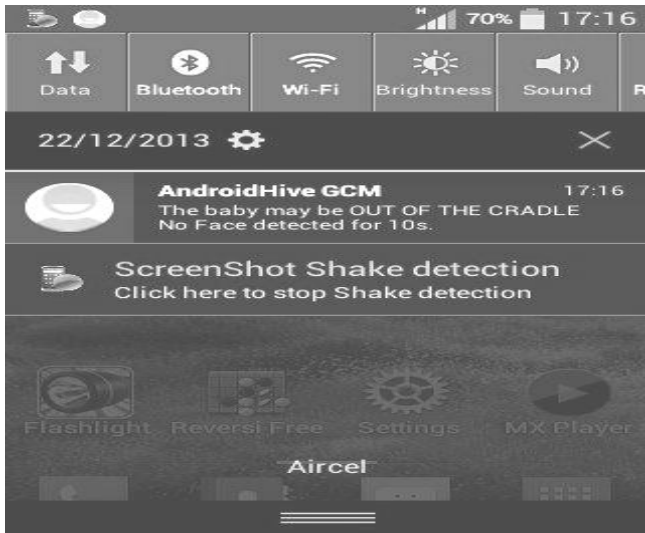 H 70% 17:16
Data Bluetooth Wi-Fi Brightness Sound R
22/12/2013
AndroidHive GCM 17:16
The baby may be OUT OF THE CRADLE
No Face detected for 10s.
ScreenShot Shake detection
Click here to stop Shake detection
Flashlight Reversi Free Settings MX Player
Aircel